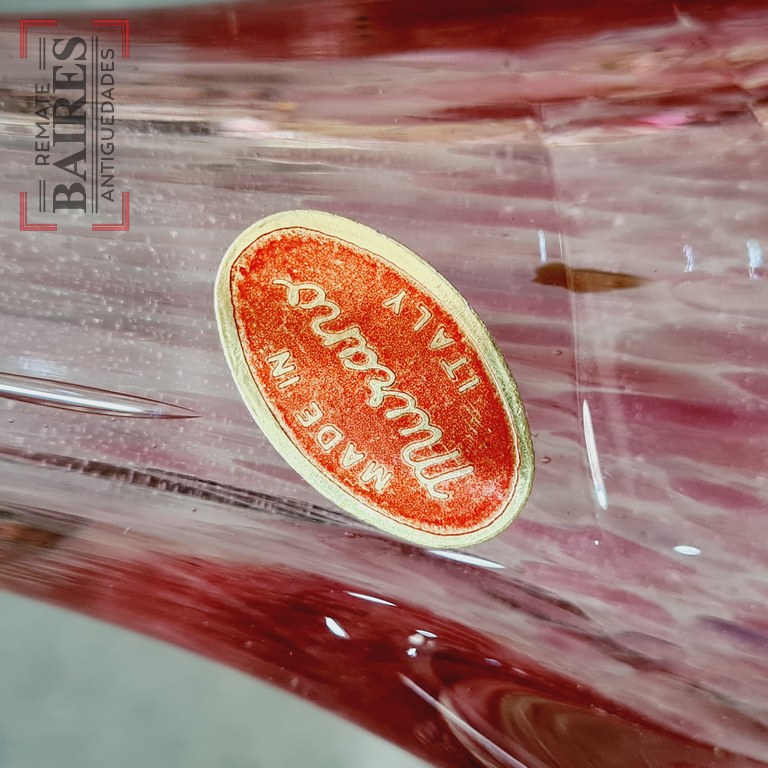 REMATE
BAIRES
ANTIGUEDADES
MADE IN
Murano
ITALY